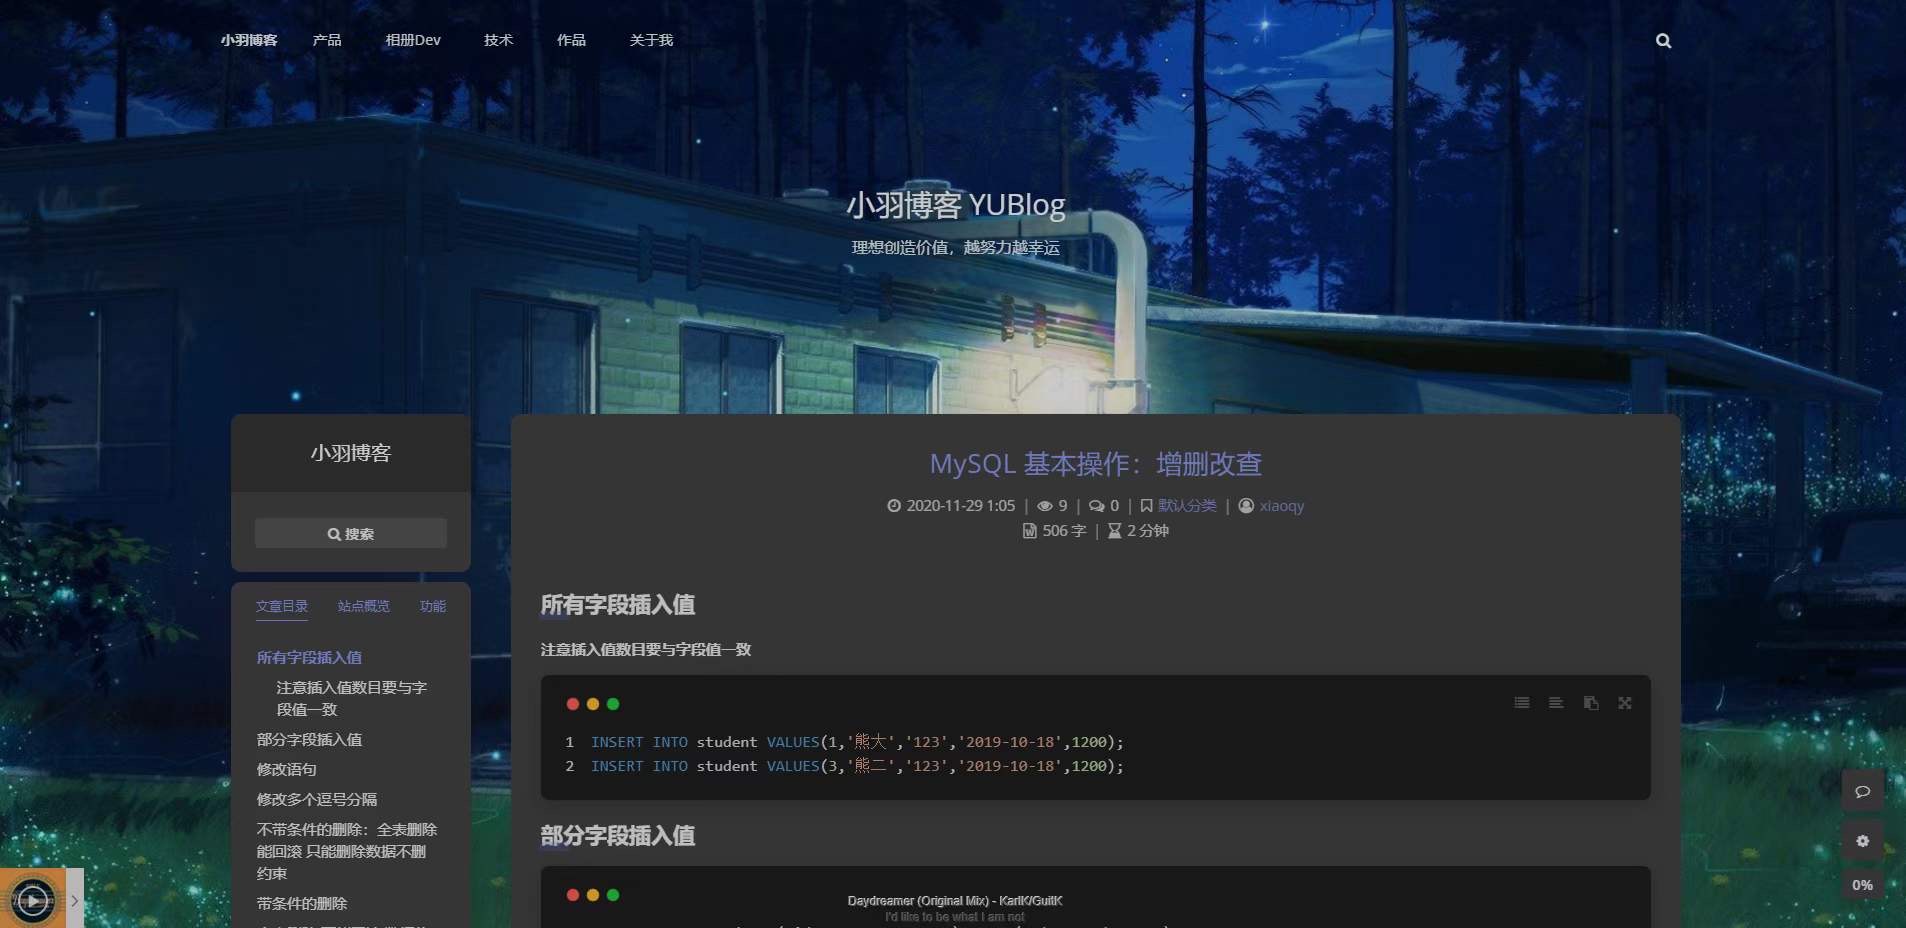 小羽博客 产品 相册Dev 技术 作品 关于我
小羽博客 YUBlog
理想创造价值，越努力越幸运
小羽博客
搜索
文章目录 站点概览 功能
所有字段插入值
注意插入值数目要与字
段值一致
部分字段插入值
修改语句
修改多个逗号分隔
不带条件的删除：全表删除
能回滚 只能删除数据不删
约束
带条件的删除
MySQL 基本操作：增删改查
2020-11-29 1:05 | 9 | 0 | 默认分类 | xiaoqy
506 字 | 2 分钟
所有字段插入值
注意插入值数目要与字段值一致
1 INSERT INTO student VALUES(1,'熊大','123','2019-10-18',1200);
2 INSERT INTO student VALUES(3,'熊二','123','2019-10-18',1200);
部分字段插入值
Daydreamer (Original Mix) - KarlK/GuitK
I'd like to be what I am not
0%